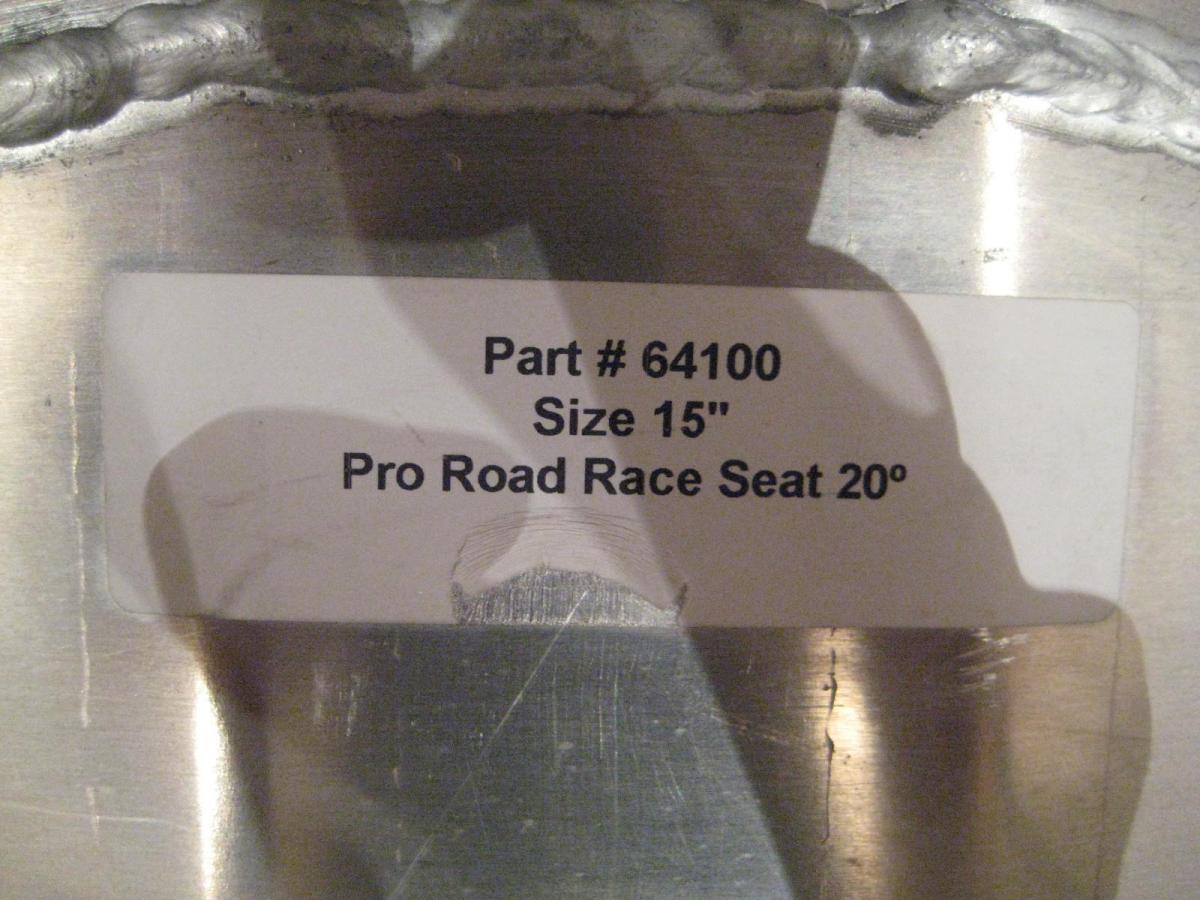 Part # 64100
Size 15"
Pro Road Race Seat 20º